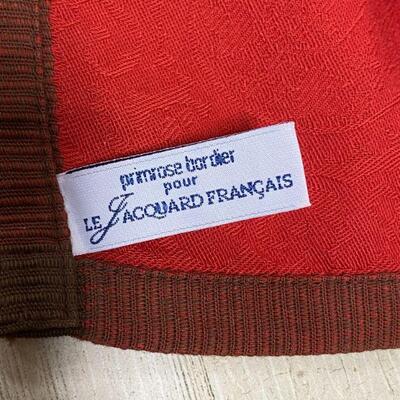 primrose bordier
pour
LE JACQUARD FRANÇAIS